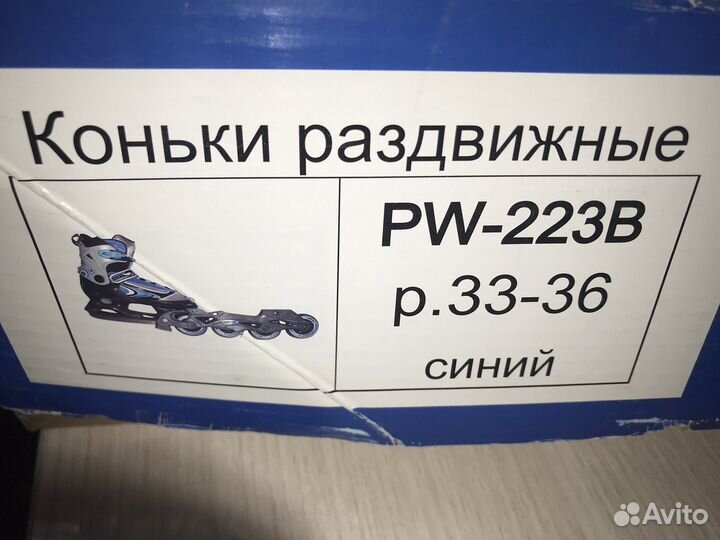 Коньки раздвижные
PW-223B
р.33-36
синий
Avito